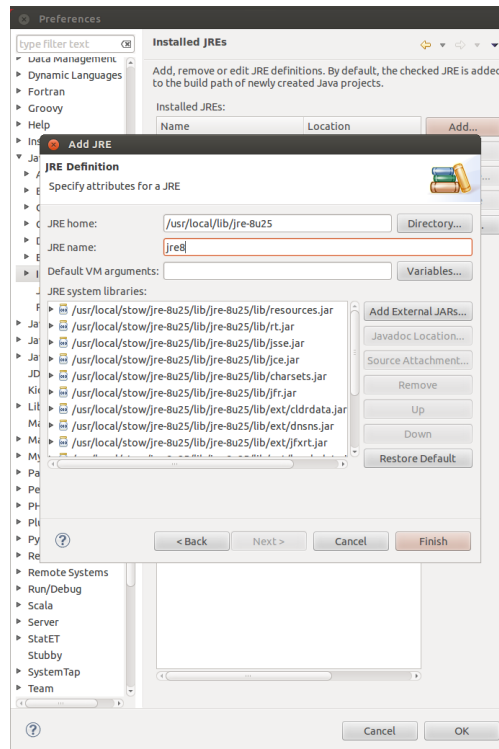 Preferences
type filter text
Installed JREs
Data Management
Dynamic Languages
Fortran
Groovy
Help
Add, remove or edit JRE definitions. By default, the checked JRE is added
to the build path of newly created Java projects.
Installed JREs:
Name Location
Add...
Add JRE
JRE Definition
Specify attributes for a JRE
JRE home: /usr/local/lib/jre-8u25 Directory...
JRE name: jre8
Default VM arguments: Variables...
JRE system libraries:
/usr/local/stow/jre-8u25/lib/jre-8u25/lib/resources.jar
/usr/local/stow/jre-8u25/lib/jre-8u25/lib/rt.jar
/usr/local/stow/jre-8u25/lib/jre-8u25/lib/jsse.jar
/usr/local/stow/jre-8u25/lib/jre-8u25/lib/jce.jar
/usr/local/stow/jre-8u25/lib/jre-8u25/lib/charsets.jar
/usr/local/stow/jre-8u25/lib/jre-8u25/lib/jfr.jar
/usr/local/stow/jre-8u25/lib/jre-8u25/lib/ext/cldrdata.jar
/usr/local/stow/jre-8u25/lib/jre-8u25/lib/ext/dnsns.jar
/usr/local/stow/jre-8u25/lib/jre-8u25/lib/ext/jfxrt.jar
Add External JARs...
Javadoc Location...
Source Attachment...
Remove
Up
Down
Restore Default
< Back Next > Cancel Finish
Remote Systems
Run/Debug
Scala
Server
StatET
Stubby
SystemTap
Team
Cancel OK